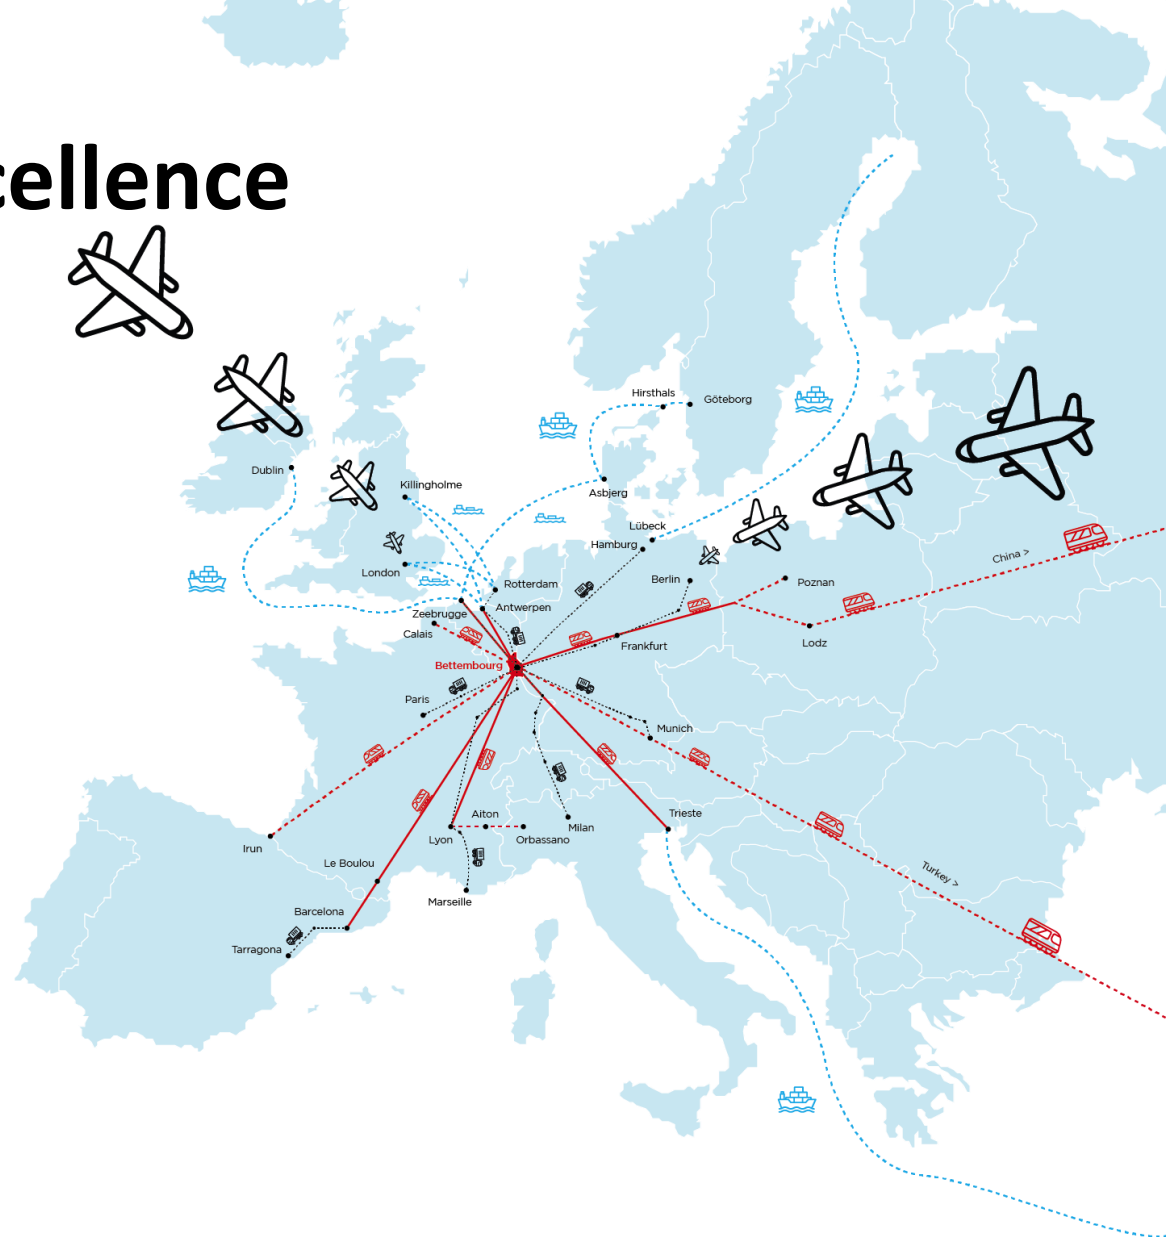 cellence
Hirsthals
Göteborg
Dublin
Killingholme
Asbjerg
Lübeck
Hamburg
China >
London
Rotterdam
Berlin
Poznan
Zeebrugge
Antwerpen
Calais
Frankfurt
Lodz
Bettembourg
Paris
Munich
Aiton
Trieste
Milan
Lyon
Orbassano
Irun
Le Boulou
Turkey >
Marseille
Barcelona
Tarragona